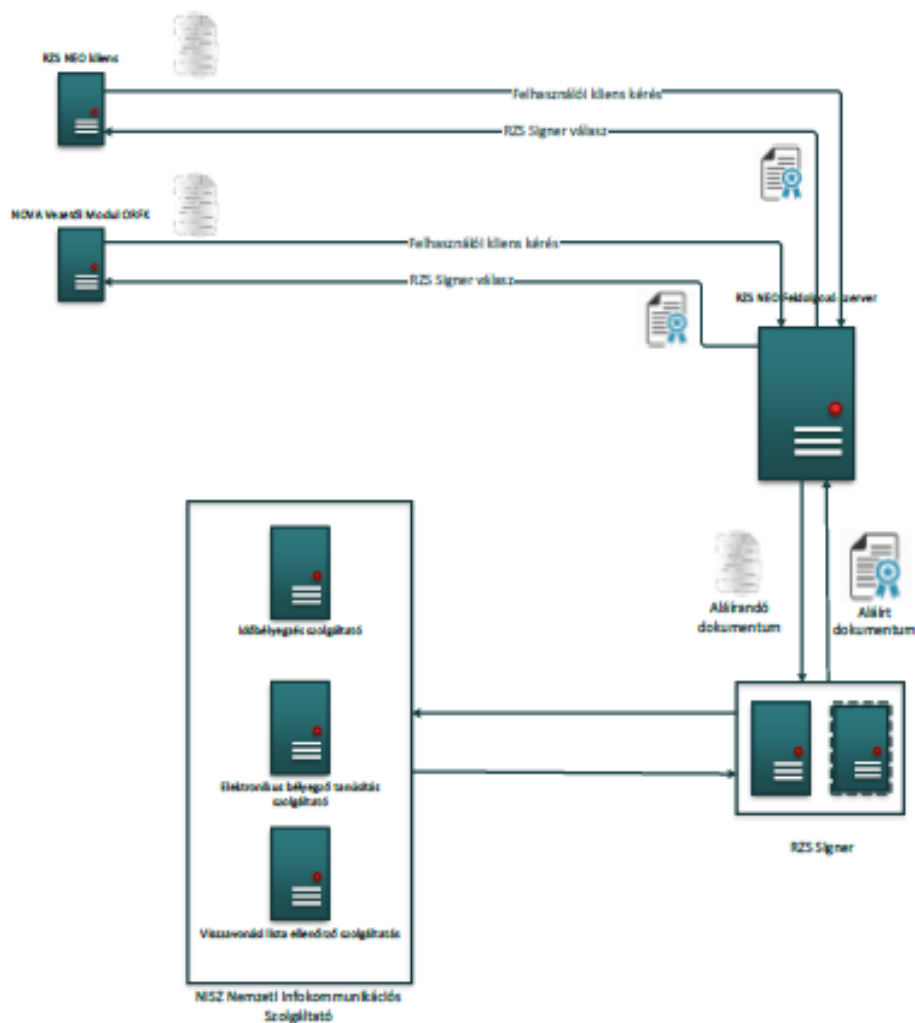 RZS NEO kliens
Felhasználói kliens kérés
RZS Signer válasz
NOVA Vezetői Modul ORFK
Felhasználói kliens kérés
RZS Signer válasz
RZS NEO Feldolgozó szerver
Aláírandó
dokumentum
Aláírt
dokumentum
Időbélyegzés szolgáltató
Elektronikus bélyegző tanúsítás
szolgáltató
Visszavonási lista ellenőrző szolgáltatás
RZS Signer
NISZ Nemzeti Infokommunikációs
Szolgáltató